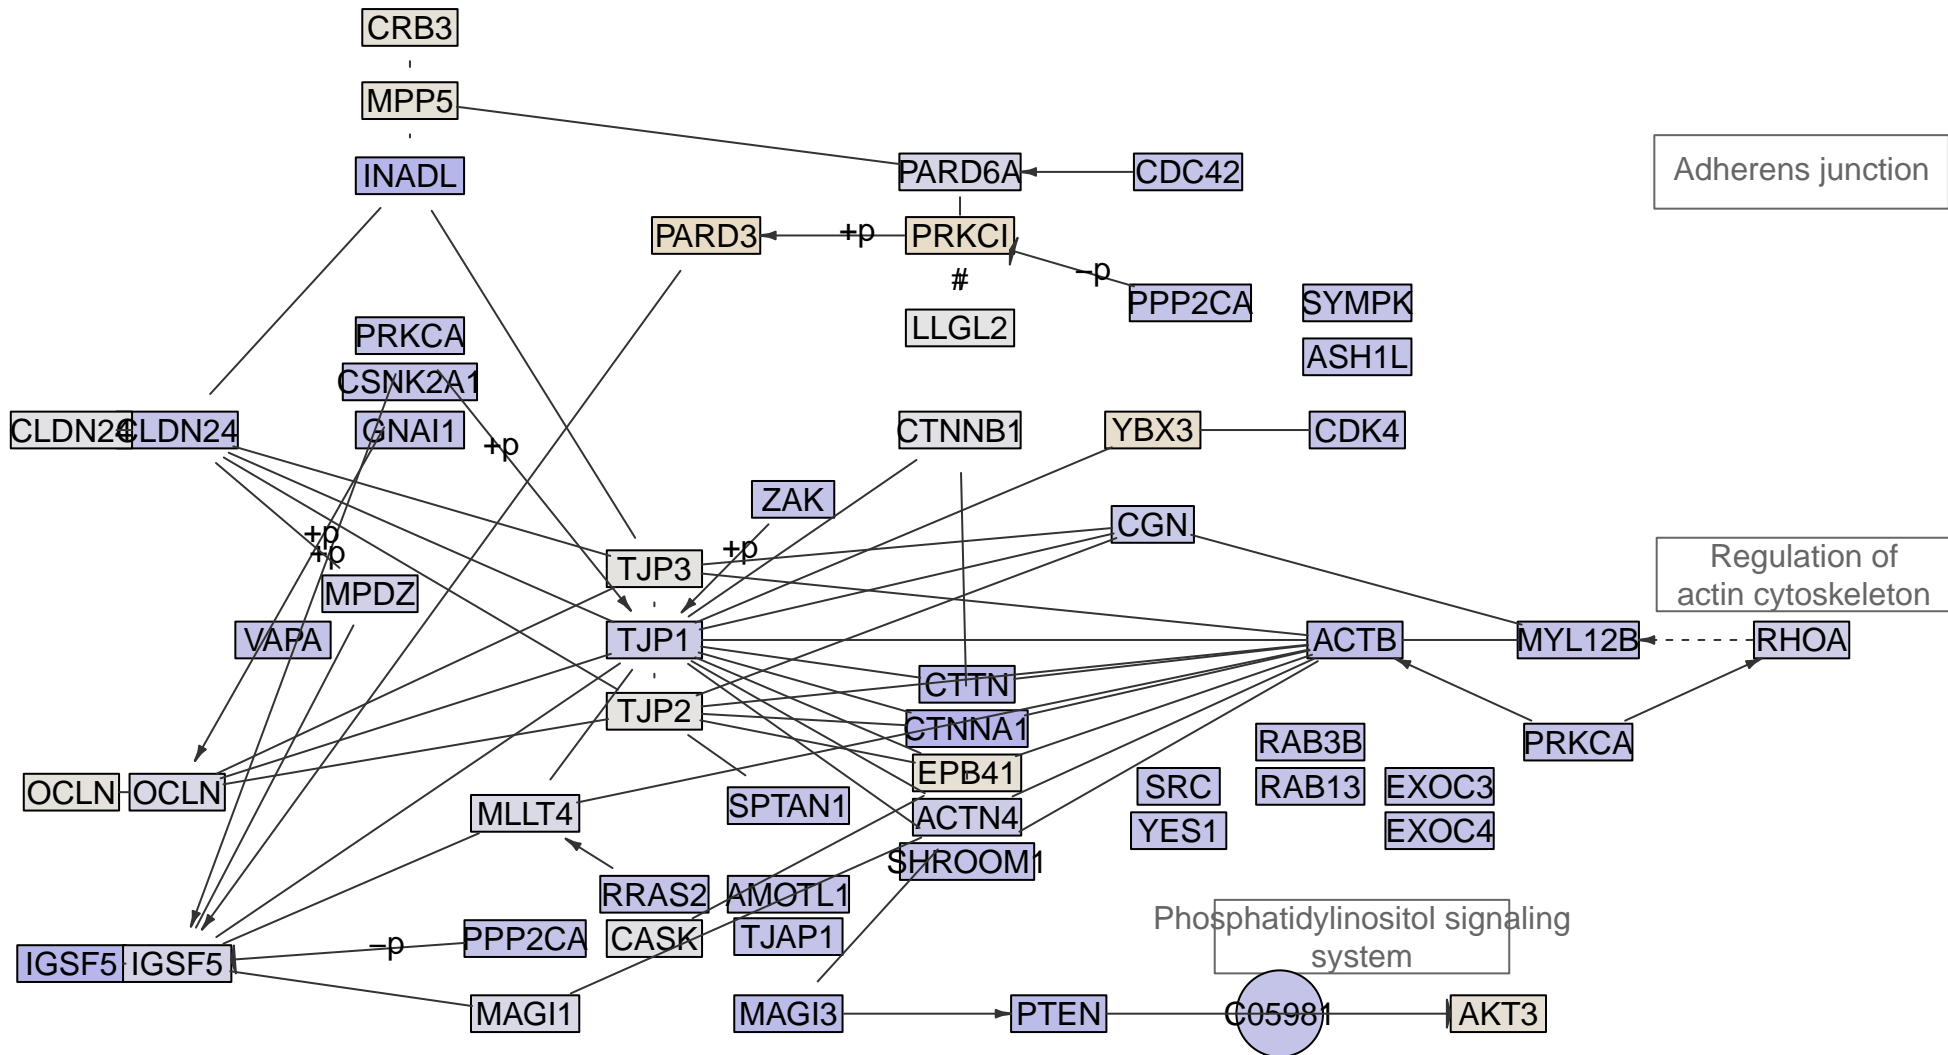 CRB3
MPP5
INADL
PARD6A
CDC42
Adherens junction
PARD3
+p
PRKCI
–p
#
PPP2CA
SYMPK
PRKCA
LLGL2
ASH1L
CSNK2A1
CLDN24
CLDN24
GNAI1
+p
CTNNB1
YBX3
CDK4
ZAK
CGN
+p
+p
+p
TJP3
Regulation of
actin cytoskeleton
MPDZ
VAPA
TJP1
ACTB
MYL12B
RHOA
CTTN
TJP2
CTNNA1
RAB3B
PRKCA
EPB41
OCLN
OCLN
MLLT4
SPTAN1
SRC
RAB13
EXOC3
ACTN4
YES1
EXOC4
SHROOM1
RRAS2
AMOTL1
Phosphatidylinositol signaling
system
–p
PPP2CA
CASK
TJAP1
IGSF5
IGSF5
MAGI1
MAGI3
PTEN
C05981
AKT3